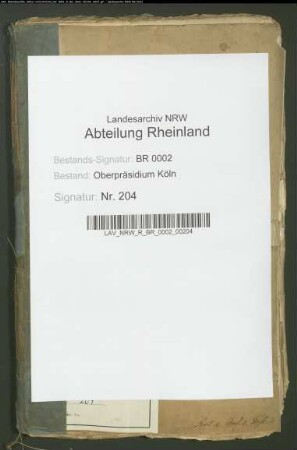 Landesarchiv NRW
Abteilung Rheinland
Bestands-Signatur: BR 0002
Bestand: Oberpräsidium Köln
Signatur: Nr. 204
LAV_NRW_R_BR_0002_00204